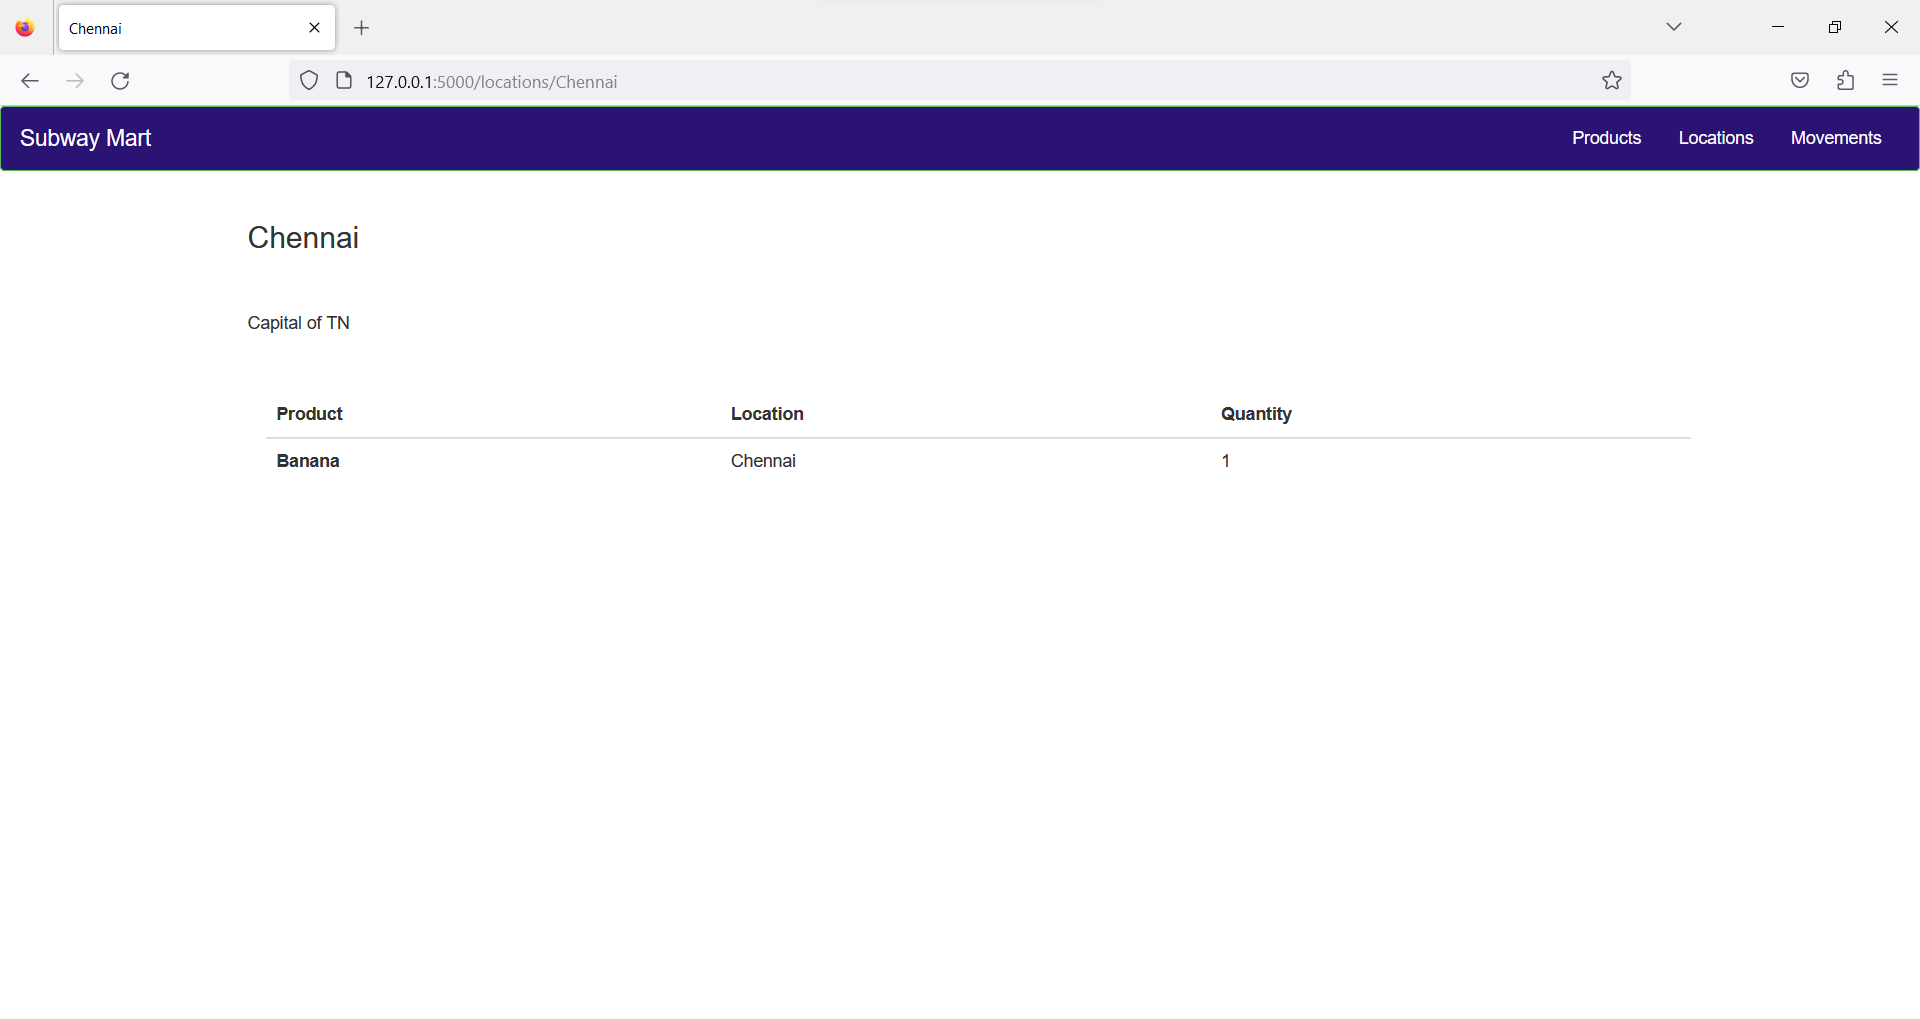 Chennai
127.0.0.1:5000/locations/Chennai
Subway Mart Products Locations Movements
Chennai
Capital of TN
Product Location Quantity
Banana Chennai 1